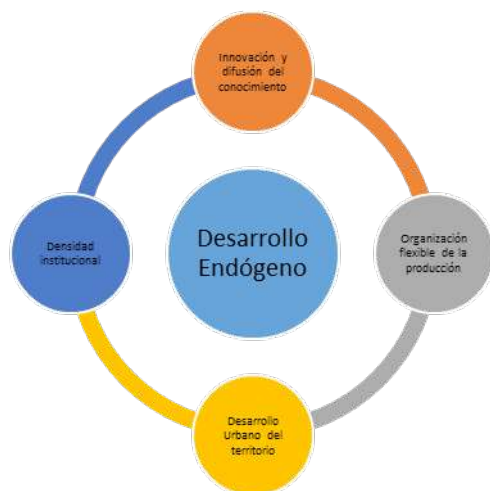 Innovación y
difusión del
conocimiento
Densidad
institucional
Desarrollo
Endógeno
Organización
flexible de la
producción
Desarrollo
Urbano del
territorio